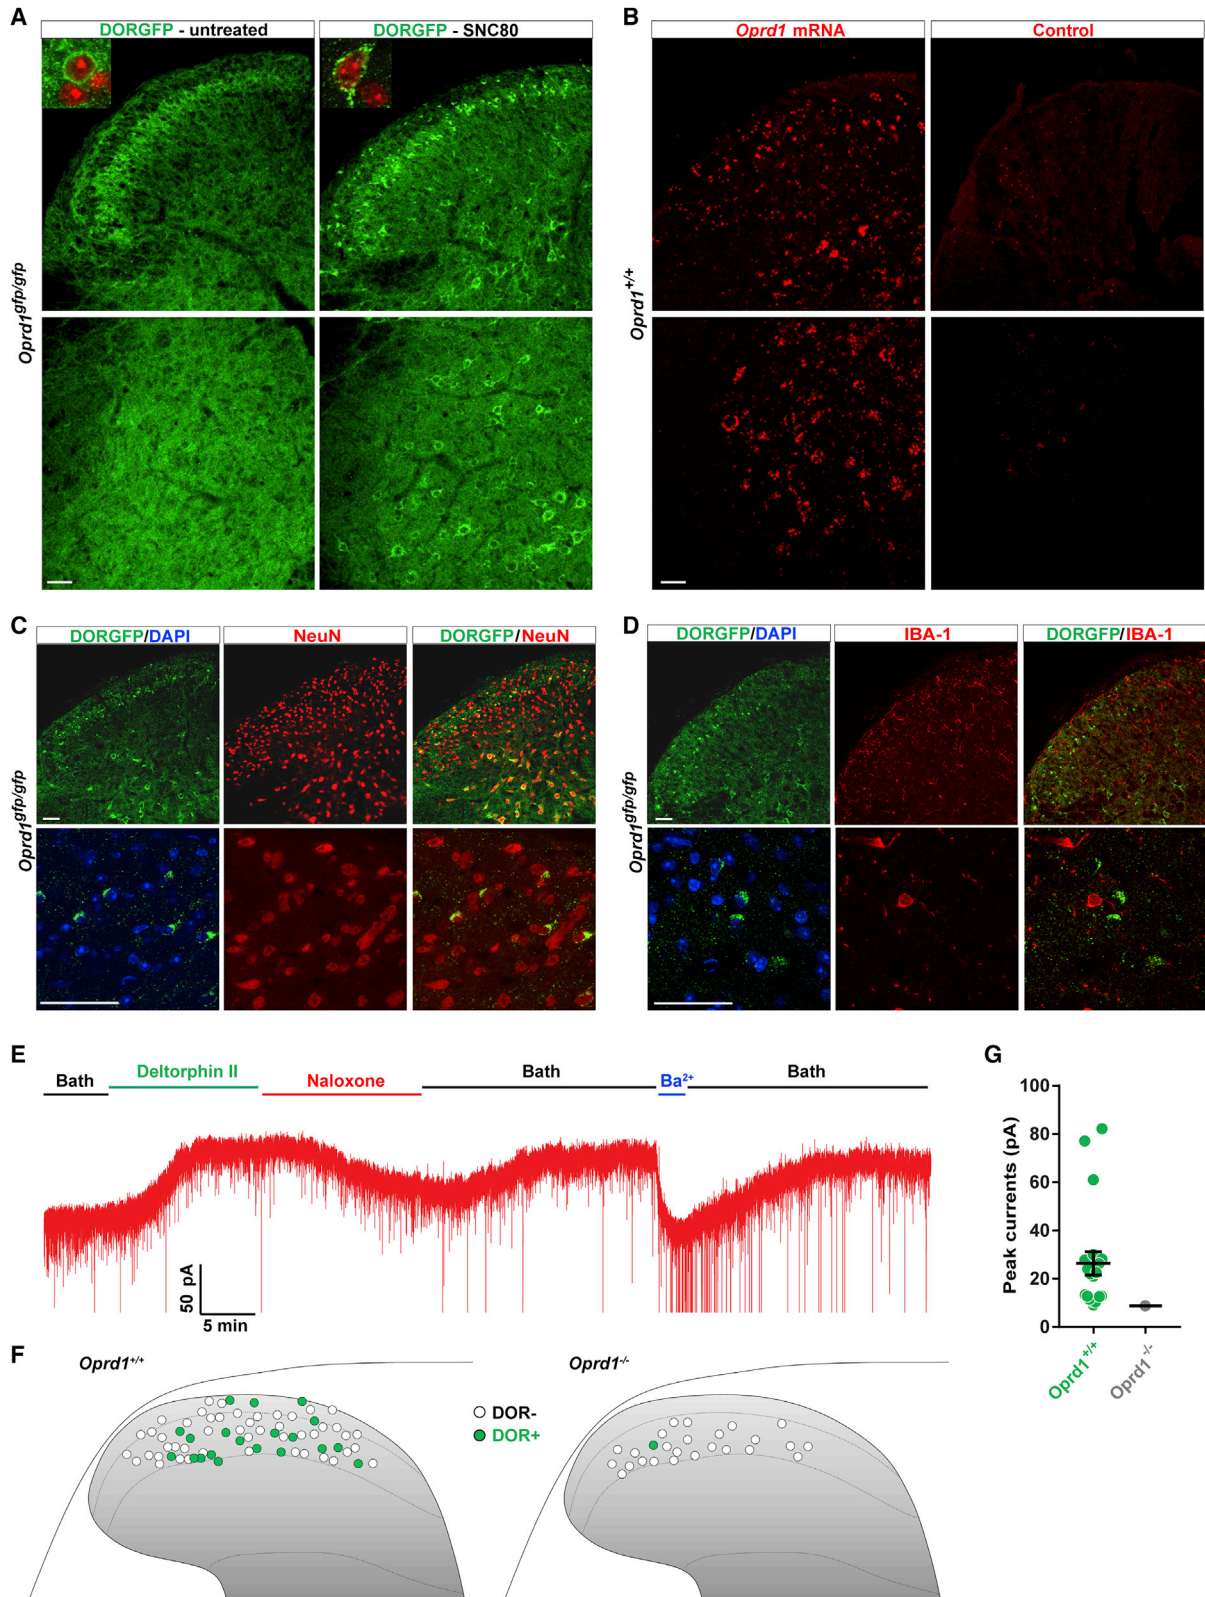 A
DORGFP - untreated
DORGFP - SNC80
Oprd1gfp/gfp
B
Oprd1 mRNA
Control
Oprd1+/+
C
DORGFP/DAPI
NeuN
DORGFP/NeuN
Oprd1gfp/gfp
D
DORGFP/DAPI
IBA-1
DORGFP/IBA-1
Oprd1gfp/gfp
E
Bath
Deltorphin II
Naloxone
Bath
Ba2+
Bath
50 pA
5 min
F
Oprd1+/+
Oprd1-/-
DOR-
DOR+
G
Peak currents (pA)
100
80
60
40
20
0
Oprd1+/+
Oprd1-/-